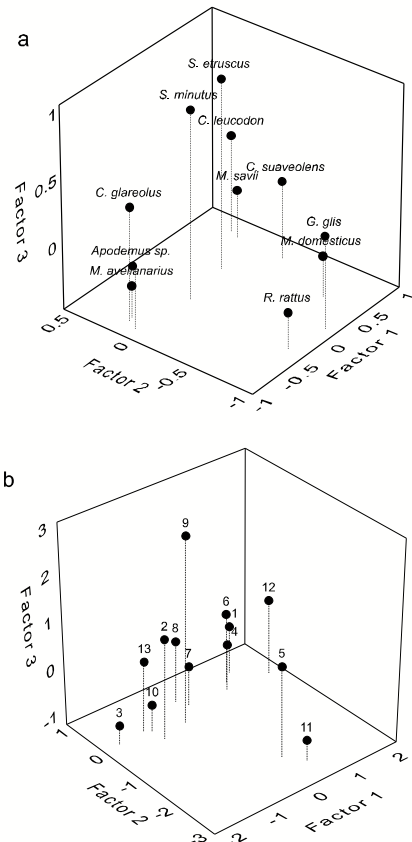 a
S. etruscus
S. minutus
C. leucodon
M. savii
C. suaveolens
C. glareolus
G. glis
M. domesticus
Apodemus sp.
M. avellanarius
R. rattus
1
0.5
0
Factor 3
0.5
0
-0.5
-1
Factor 2
-1
-0.5
0
0.5
1
Factor 1
b
9
12
6
1
2
8
4
13
7
5
10
3
11
3
2
1
0
-1
Factor 3
1
0
-1
-2
-3
Factor 2
-2
-1
0
1
2
Factor 1